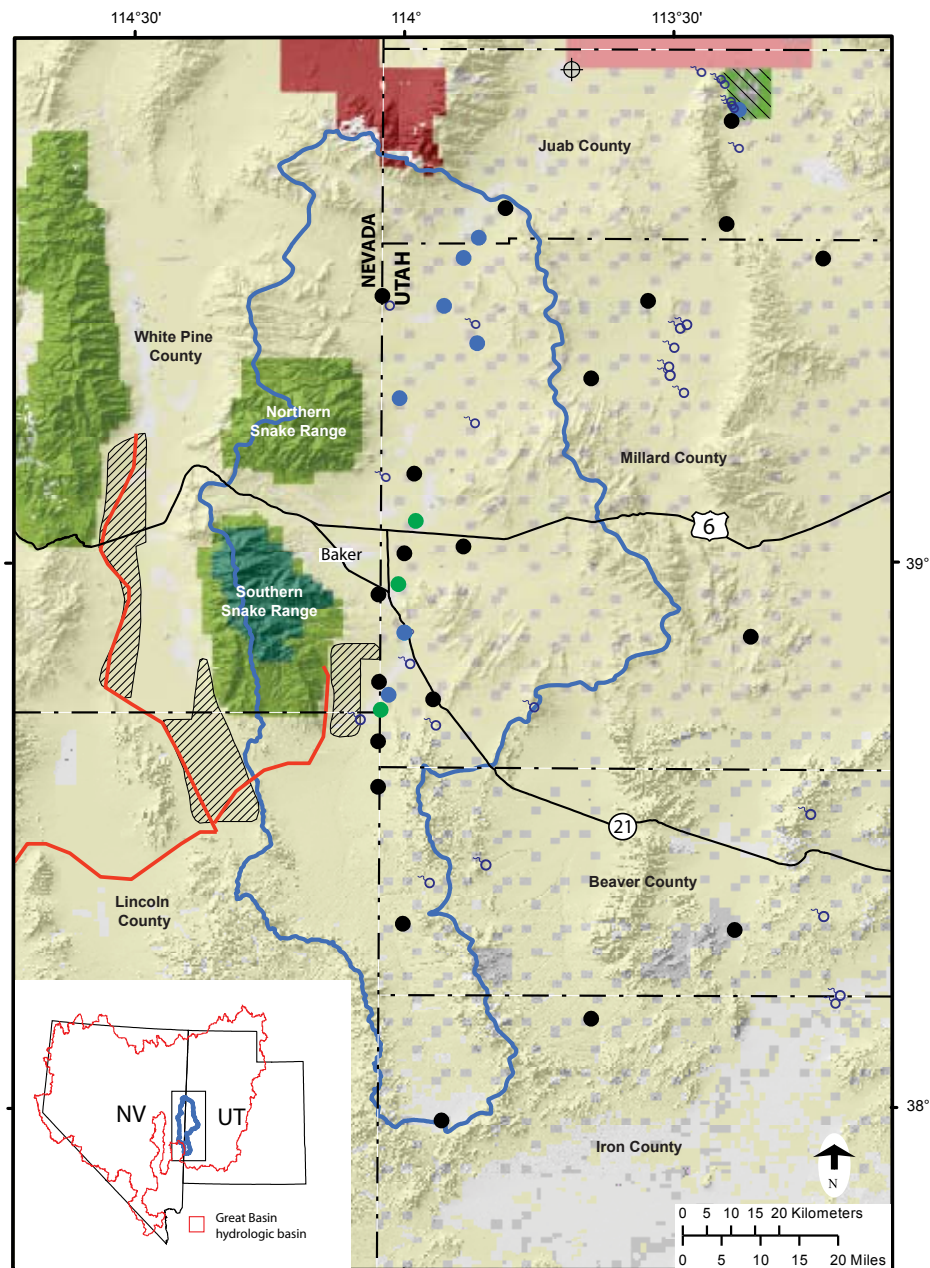 114°30'
114°
113°30'
Juab County
NEVADA
UTAH
White Pine
County
Northern
Snake Range
Millard County
6
Baker
39°
39°
Southern
Snake Range
21
Beaver County
Lincoln
County
NV
UT
38°
Iron County
N
Great Basin
hydrologic basin
0 5 10 15 20 Kilometers
0 5 10 15 20 Miles